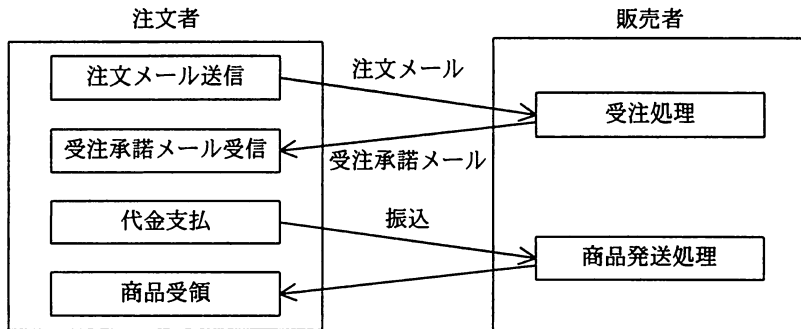 注文者
販売者
注文メール送信
注文メール
受注処理
受注承諾メール受信
受注承諾メール
代金支払
振込
商品発送処理
商品受領